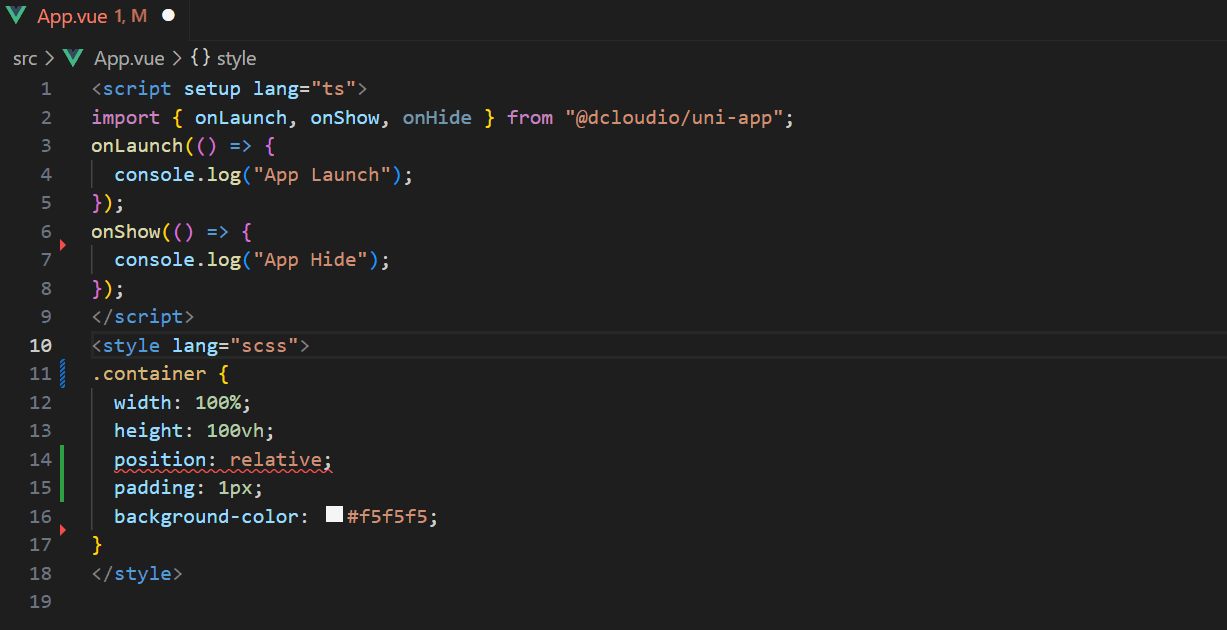 App.vue 1, M
src > App.vue > {} style
1 <script setup lang="ts">
2 import { onLaunch, onShow, onHide } from "@dcloudio/uni-app";
3 onLaunch(() => {
4   console.log("App Launch");
5 });
6 onShow(() => {
7   console.log("App Hide");
8 });
9 </script>
10 <style lang="scss">
11 .container {
12   width: 100%;
13   height: 100vh;
14   position: relative;
15   padding: 1px;
16   background-color: #f5f5f5;
17 }
18 </style>
19